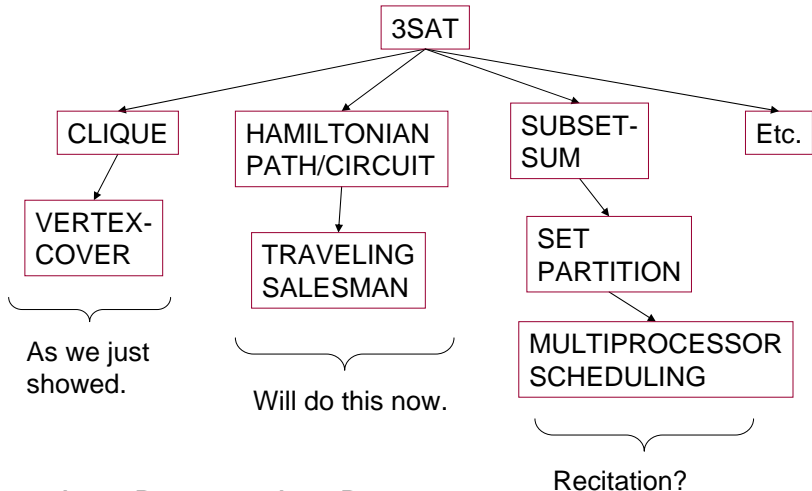 3SAT
CLIQUE
HAMILTONIAN
PATH/CIRCUIT
SUBSET-
SUM
Etc.
VERTEX-
COVER
TRAVELING
SALESMAN
SET
PARTITION
MULTIPROCESSOR
SCHEDULING
As we just
showed.
Will do this now.
Recitation?